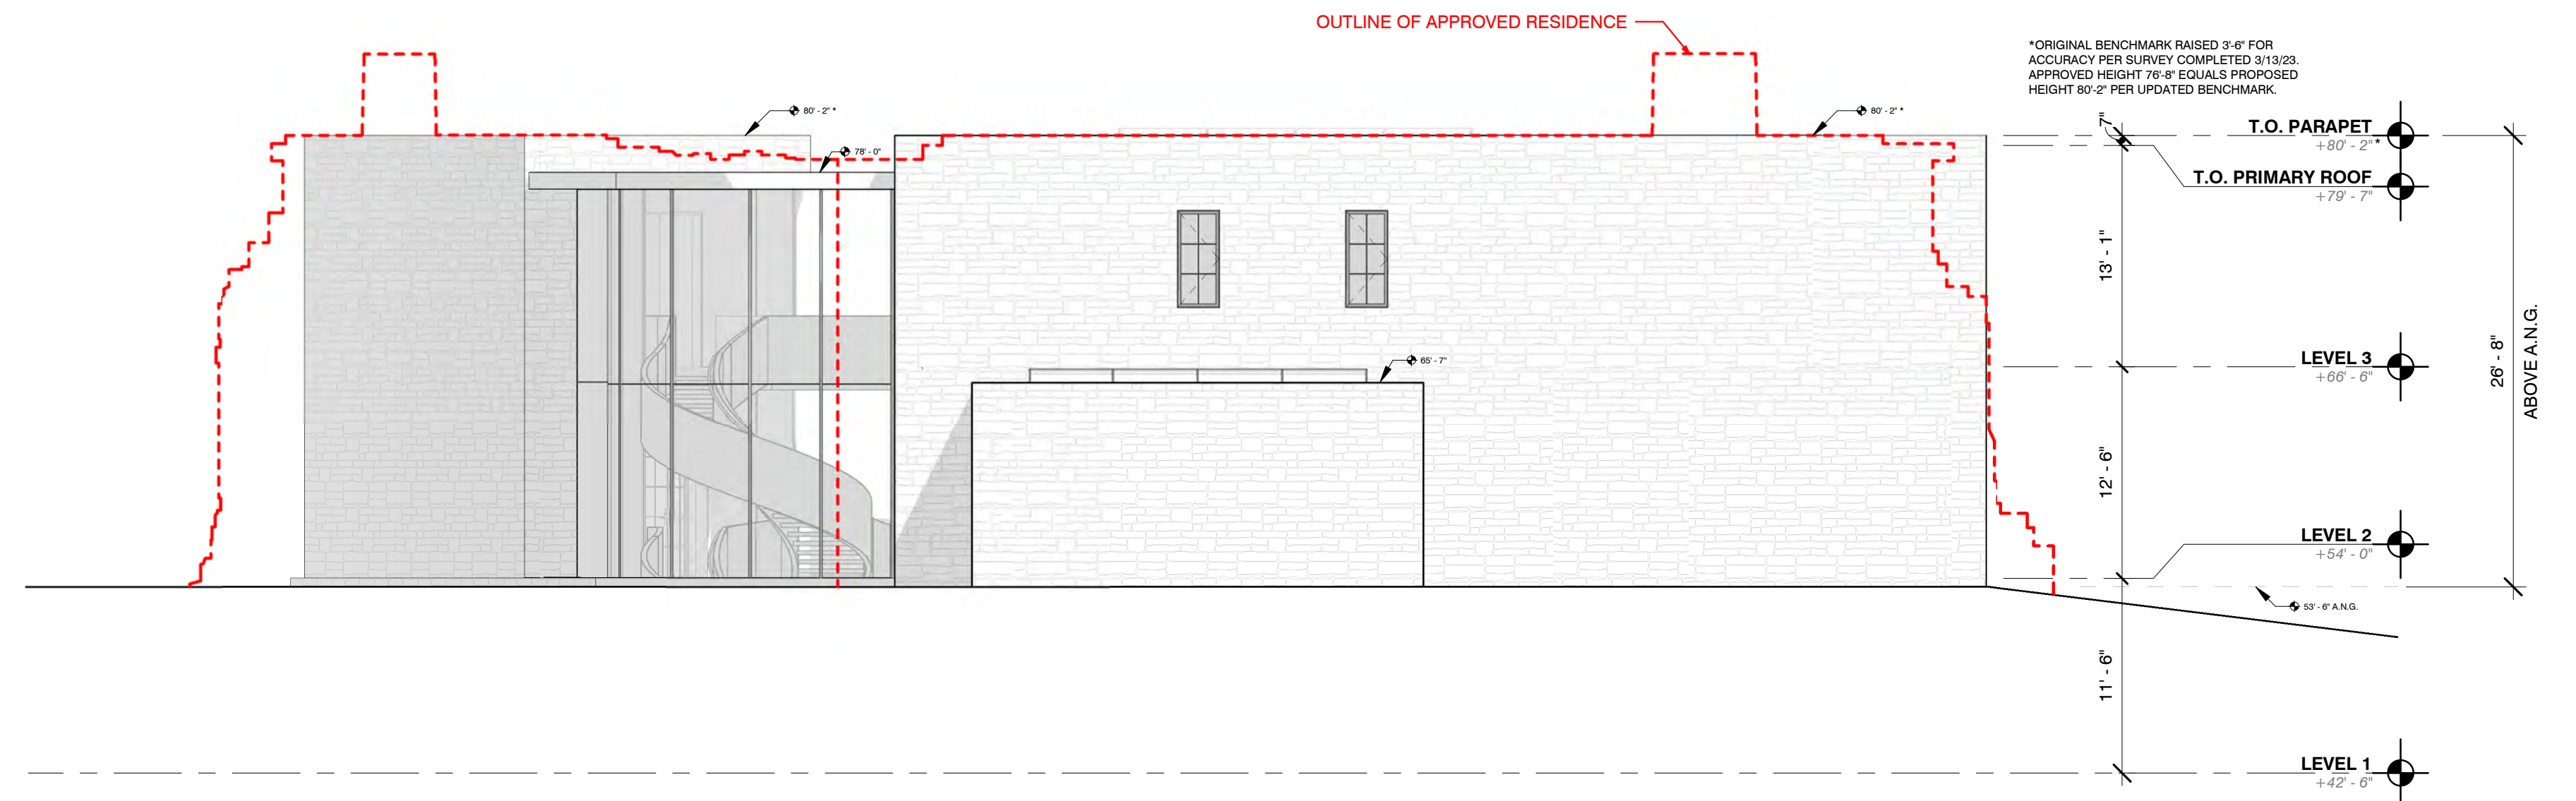 OUTLINE OF APPROVED RESIDENCE
*ORIGINAL BENCHMARK RAISED 3'-6" FOR
ACCURACY PER SURVEY COMPLETED 3/13/23.
APPROVED HEIGHT 76'-8" EQUALS PROPOSED
HEIGHT 80'-2" PER UPDATED BENCHMARK.
80' - 2" *
80' - 2" *
78' - 0"
65' - 7"
7"
T.O. PARAPET
+80' - 2" *
T.O. PRIMARY ROOF
+79' - 7"
13' - 1"
LEVEL 3
+66' - 6"
12' - 6"
LEVEL 2
+54' - 0"
26' - 8"
ABOVE A.N.G.
53' - 6" A.N.G.
11' - 6"
LEVEL 1
+42' - 6"